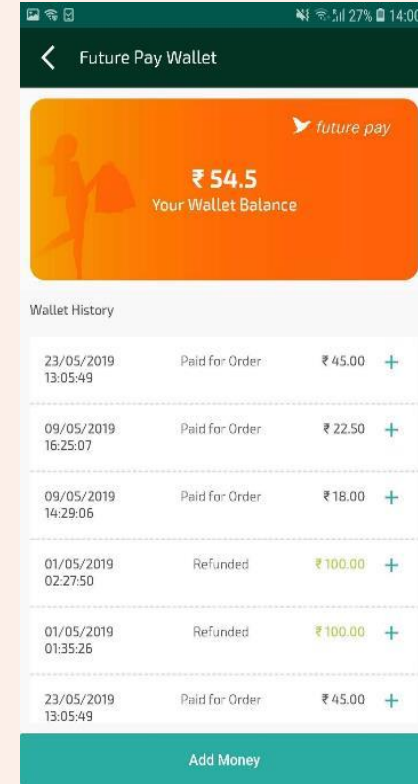 27% 14:00
Future Pay Wallet
future pay
₹ 54.5
Your Wallet Balance
Wallet History
23/05/2019 Paid for Order ₹ 45.00 +
13:05:49
09/05/2019 Paid for Order ₹ 22.50 +
16:25:07
09/05/2019 Paid for Order ₹ 18.00 +
14:29:06
01/05/2019 Refunded ₹ 100.00 +
02:27:50
01/05/2019 Refunded ₹ 100.00 +
01:35:26
23/05/2019 Paid for Order ₹ 45.00 +
13:05:49
Add Money